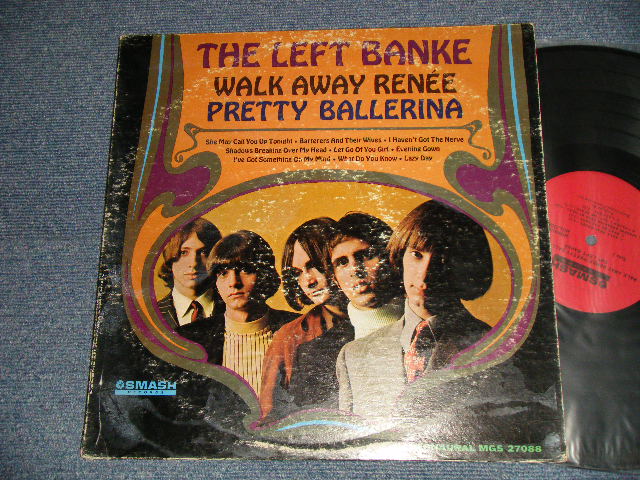 THE LEFT BANKE
WALK AWAY RENÉE
PRETTY BALLERINA
She May Call You Up Tonight • Barterers And Their Wives • I Haven't Got The Nerve
Shadows Breaking Over My Head • Let Go Of You Girl • Evening Gown
I've Got Something On My Mind • What Do You Know • Lazy Day
SMASH
RECORDS
MGS 27088
SMASH